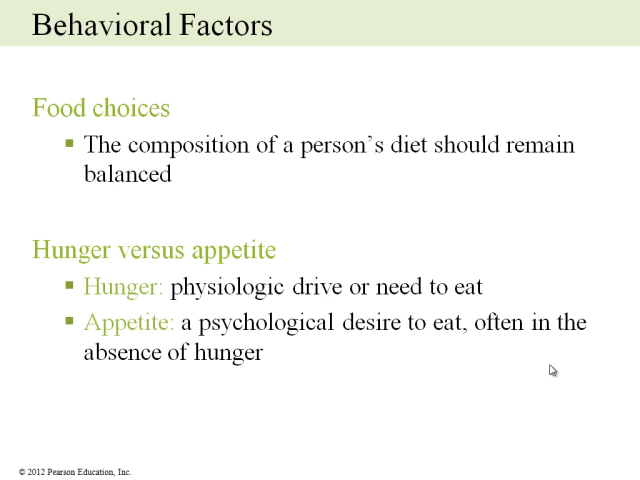 Behavioral Factors
Food choices
▪ The composition of a person’s diet should remain
balanced
Hunger versus appetite
▪ Hunger: physiologic drive or need to eat
▪ Appetite: a psychological desire to eat, often in the
absence of hunger
© 2012 Pearson Education, Inc.